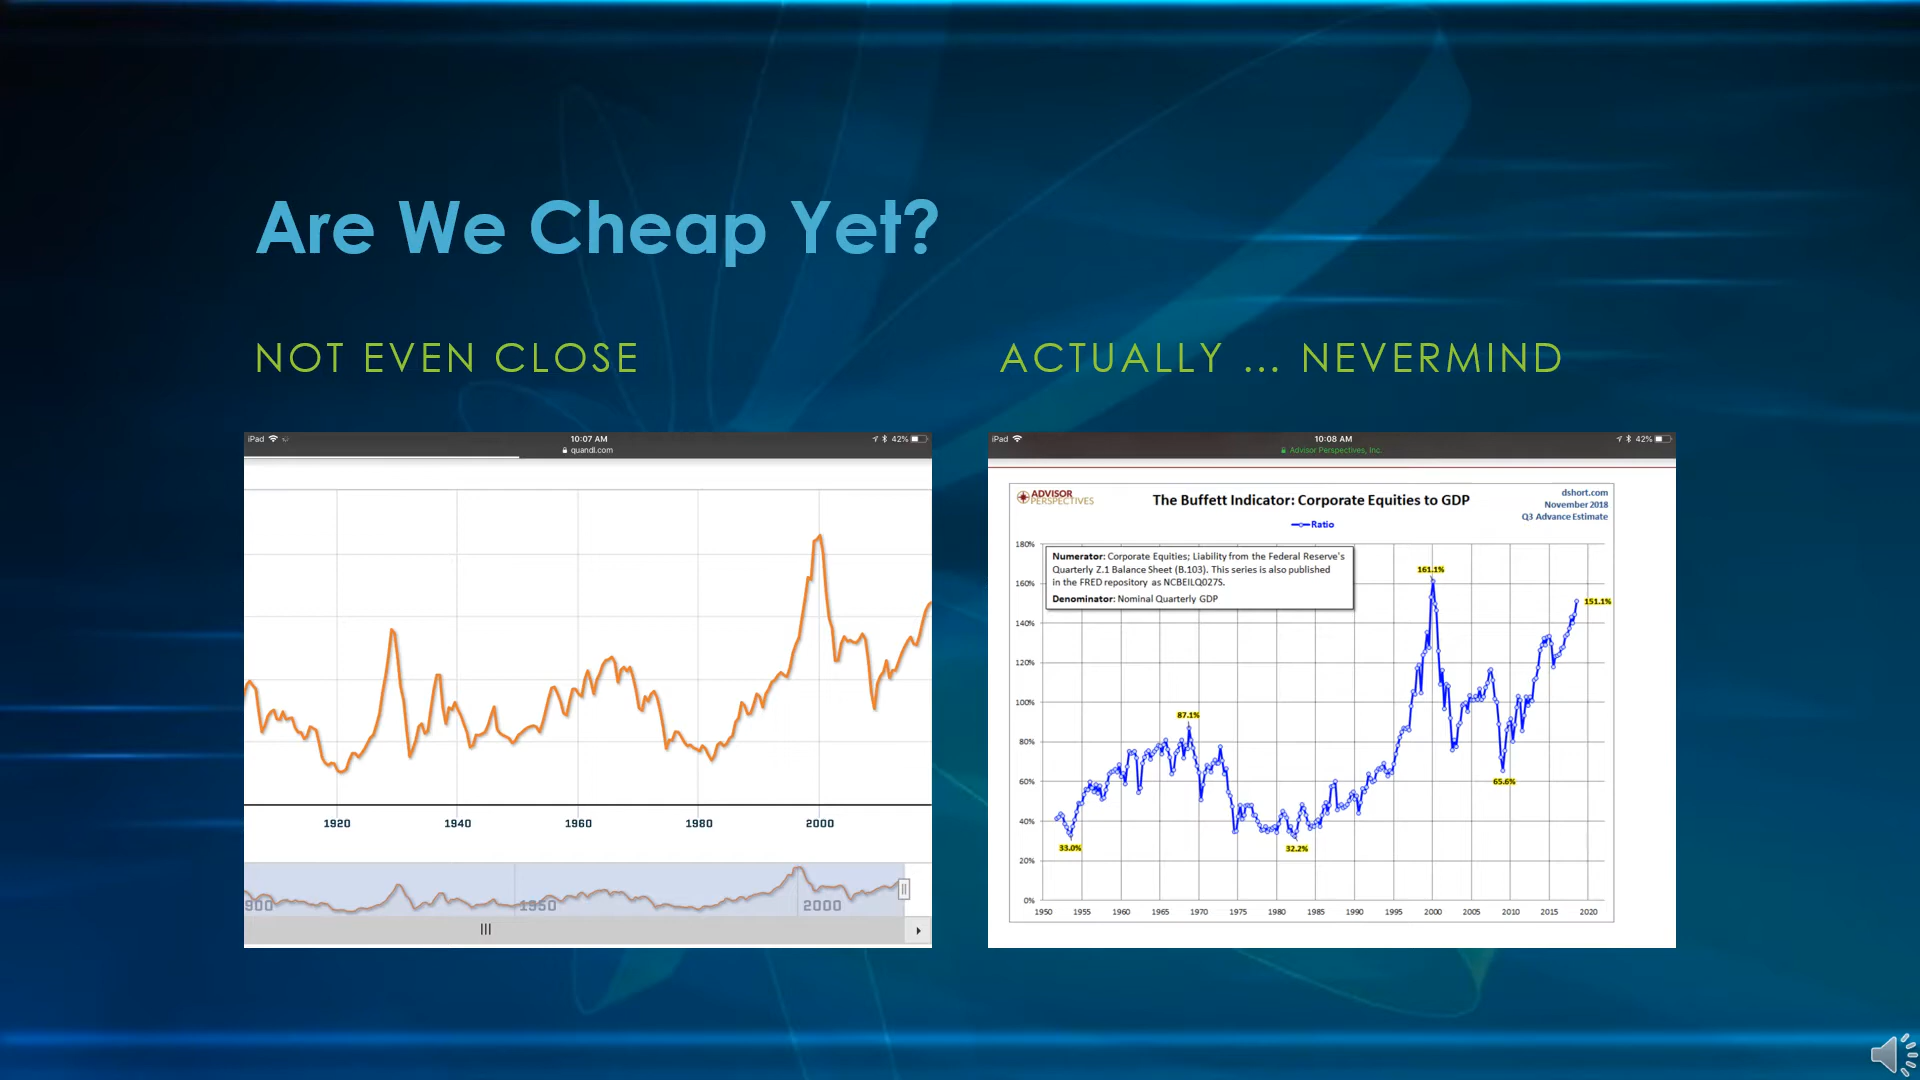 Are We Cheap Yet?
NOT EVEN CLOSE
ACTUALLY ... NEVERMIND
iPad
10:07 AM
42%
quandl.com
1920
1940
1960
1980
2000
900
1950
2000
iPad
10:08 AM
42%
Advisor Perspectives, Inc.
ADVISOR
PERSPECTIVES
The Buffett Indicator: Corporate Equities to GDP
dshort.com
November 2018
Q3 Advance Estimate
Ratio
Numerator: Corporate Equities; Liability from the Federal Reserve's
Quarterly Z.1 Balance Sheet (B.103). This series is also published
in the FRED repository as NCBEILQ027S.
Denominator: Nominal Quarterly GDP
180%
160%
140%
120%
100%
80%
60%
40%
20%
0%
161.1%
151.1%
87.1%
65.6%
33.0%
32.2%
1950
1955
1960
1965
1970
1975
1980
1985
1990
1995
2000
2005
2010
2015
2020